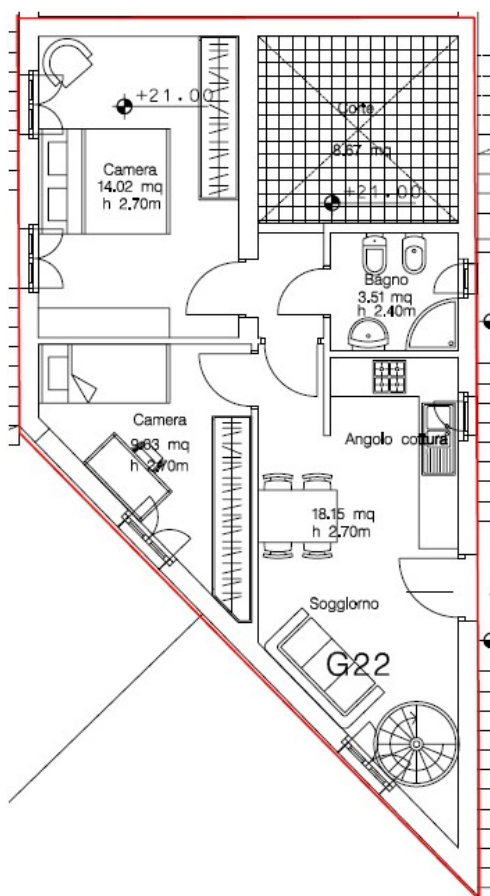 +21.00
Corte
8.67 mq
+21.00
Camera
14.02 mq
h 2.70m
Bagno
3.51 mq
h 2.40m
Camera
9.63 mq
h 2.70m
Angolo cottura
18.15 mq
h 2.70m
Soggiorno
G22